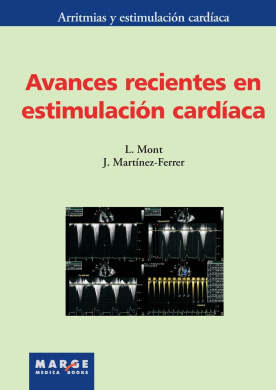 Arritmias y estimulación cardíaca
Avances recientes en
estimulación cardíaca
L. Mont
J. Martínez-Ferrer
MARGE
MEDICA BOOKS